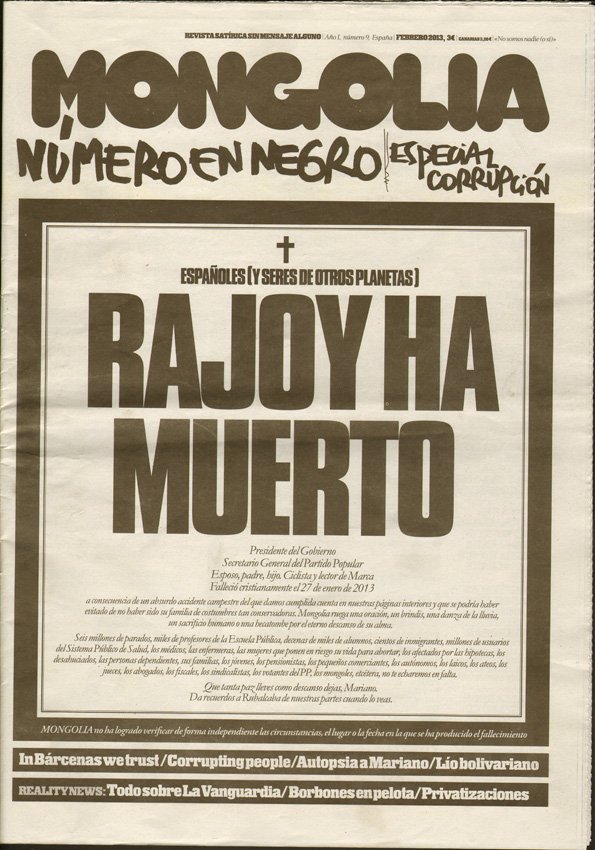 REVISTA SATÍRICA SIN MENSAJE ALGUNO | Año I, número 9, España | FEBRERO 2013, 3€ | CANARIAS 3,20€ | «No somos nadie (o sí)»
MONGOLIA
NÚMERO EN NEGRO
ESPECIAL
CORRUPCIÓN
ESPAÑOLES (Y SERES DE OTROS PLANETAS)
RAJOY HA
MUERTO
Presidente del Gobierno
Secretario General del Partido Popular
Esposo, padre, hijo. Ciclista y lector de Marca
Falleció cristianamente el 27 de enero de 2013
a consecuencia de un absurdo accidente campestre del que damos cumplida cuenta en nuestras páginas interiores y que se podría haber
evitado de no haber sido su familia de costumbres tan conservadoras. Mongolia ruega una oración, un brindis, una danza de la lluvia,
un sacrificio humano o una hecatombe por el eterno descanso de su alma.
Seis millones de parados, miles de profesores de la Escuela Pública, decenas de miles de alumnos, cientos de inmigrantes, millones de usuarios
del Sistema Público de Salud, los médicos, las enfermeras, las mujeres que ponen en riesgo su vida para abortar, los afectados por las hipotecas, los
desahuciados, las personas dependientes, sus familias, los jóvenes, los pensionistas, los pequeños comerciantes, los autónomos, los laicos, los ateos, los
jueces, los abogados, los fiscales, los sindicalistas, los votantes del PP, los mongoles, etcétera, no te echaremos en falta.
Que tanta paz lleves como descanso dejas, Mariano.
Da recuerdos a Rubalcaba de nuestras partes cuando lo veas.
MONGOLIA no ha logrado verificar de forma independiente las circunstancias, el lugar o la fecha en la que se ha producido el fallecimiento
In Bárcenas we trust/Corrupting people/Autopsia a Mariano/Lío bolivariano
REALITY NEWS: Todo sobre La Vanguardia/Borbones en pelota/Privatizaciones